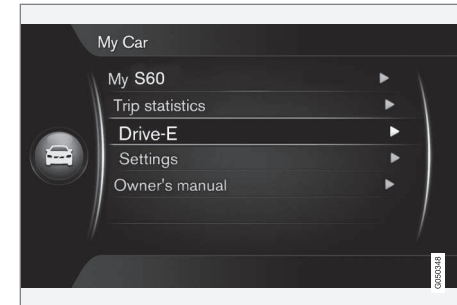 My Car
My S60
Trip statistics
Drive-E
Settings
Owner's manual
G050348